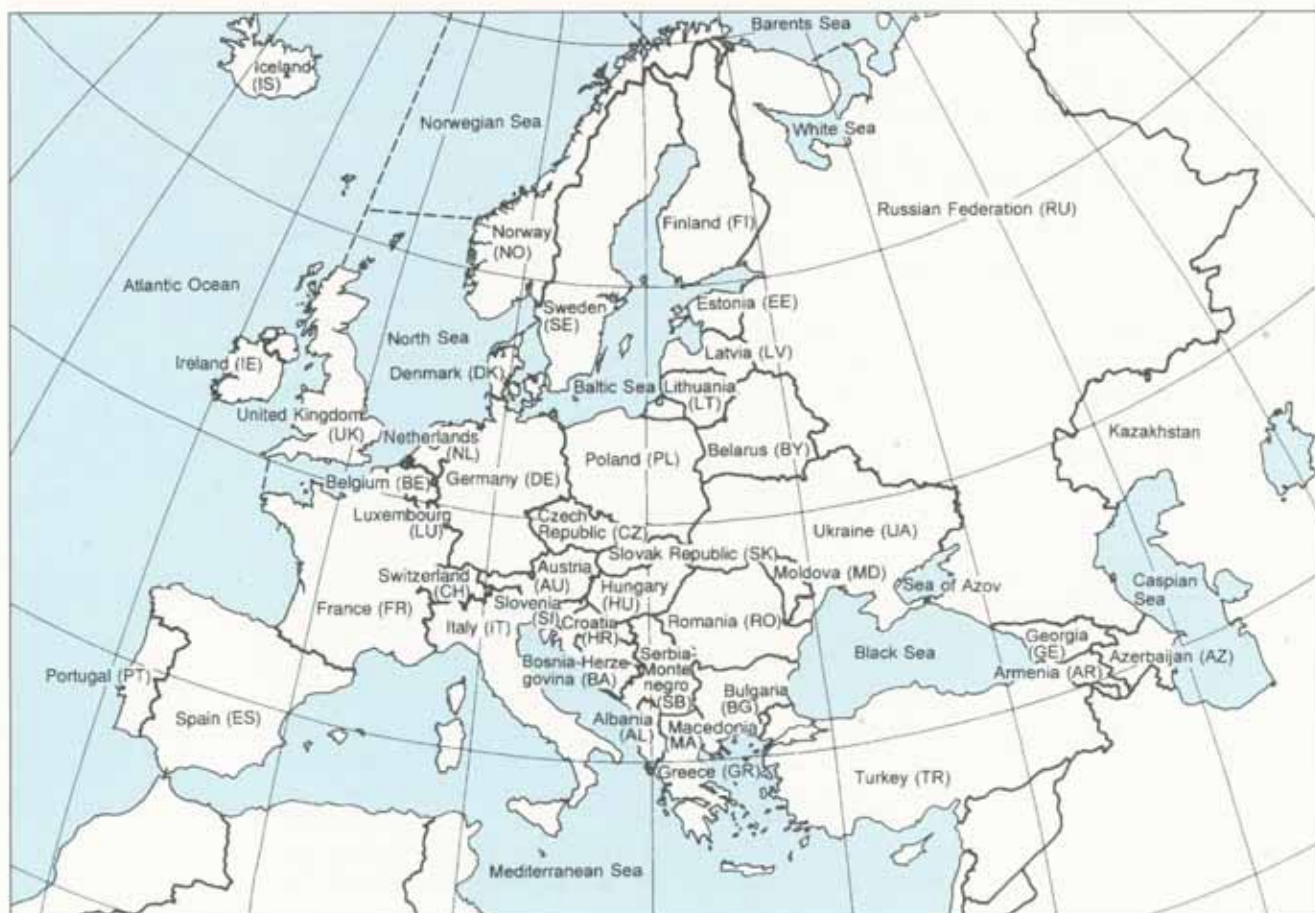 Barents Sea
Iceland
(IS)
Norwegian Sea
White Sea
Russian Federation (RU)
Finland (FI)
Norway
(NO)
Atlantic Ocean
Estonia (EE)
Sweden
(SE)
North Sea
Latvia (LV)
Ireland (IE)
Denmark (DK)
Baltic Sea
Lithuania
(LT)
United Kingdom
(UK)
Netherlands
(NL)
Kazakhstan
Belarus (BY)
Poland (PL)
Belgium (BE)
Germany (DE)
Luxembourg
(LU)
Czech
Republic (CZ)
Ukraine (UA)
Slovak Republic (SK)
Austria
(AU)
Switzerland
(CH)
Moldova (MD)
Sea of Azov
Caspian
Sea
Hungary
(HU)
Slovenia
(SI)
France (FR)
Italy (IT)
Croatia
(HR)
Romania (RO)
Georgia
(GE)
Black Sea
Azerbaijan (AZ)
Serbia-
Monte
negro
(SB)
Bosnia-Herze-
govina (BA)
Armenia (AR)
Portugal (PT)
Bulgaria
(BG)
Spain (ES)
Albania
(AL)
Macedonia
(MA)
Greece (GR)
Turkey (TR)
Mediterranean Sea